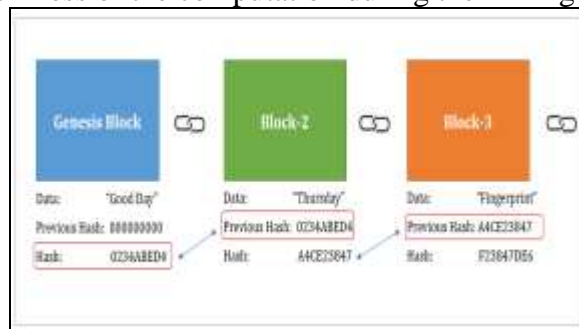 Genesis Block
Block-2
Block-3
Data: "Good Day"
Previous Hash: 000000000
Hash: 0234ABED4
Data: "Thursday"
Previous Hash: 0234ABED4
Hash: A4CE23847
Data: "Fingerprint"
Previous Hash: A4CE23847
Hash: F23847DE6